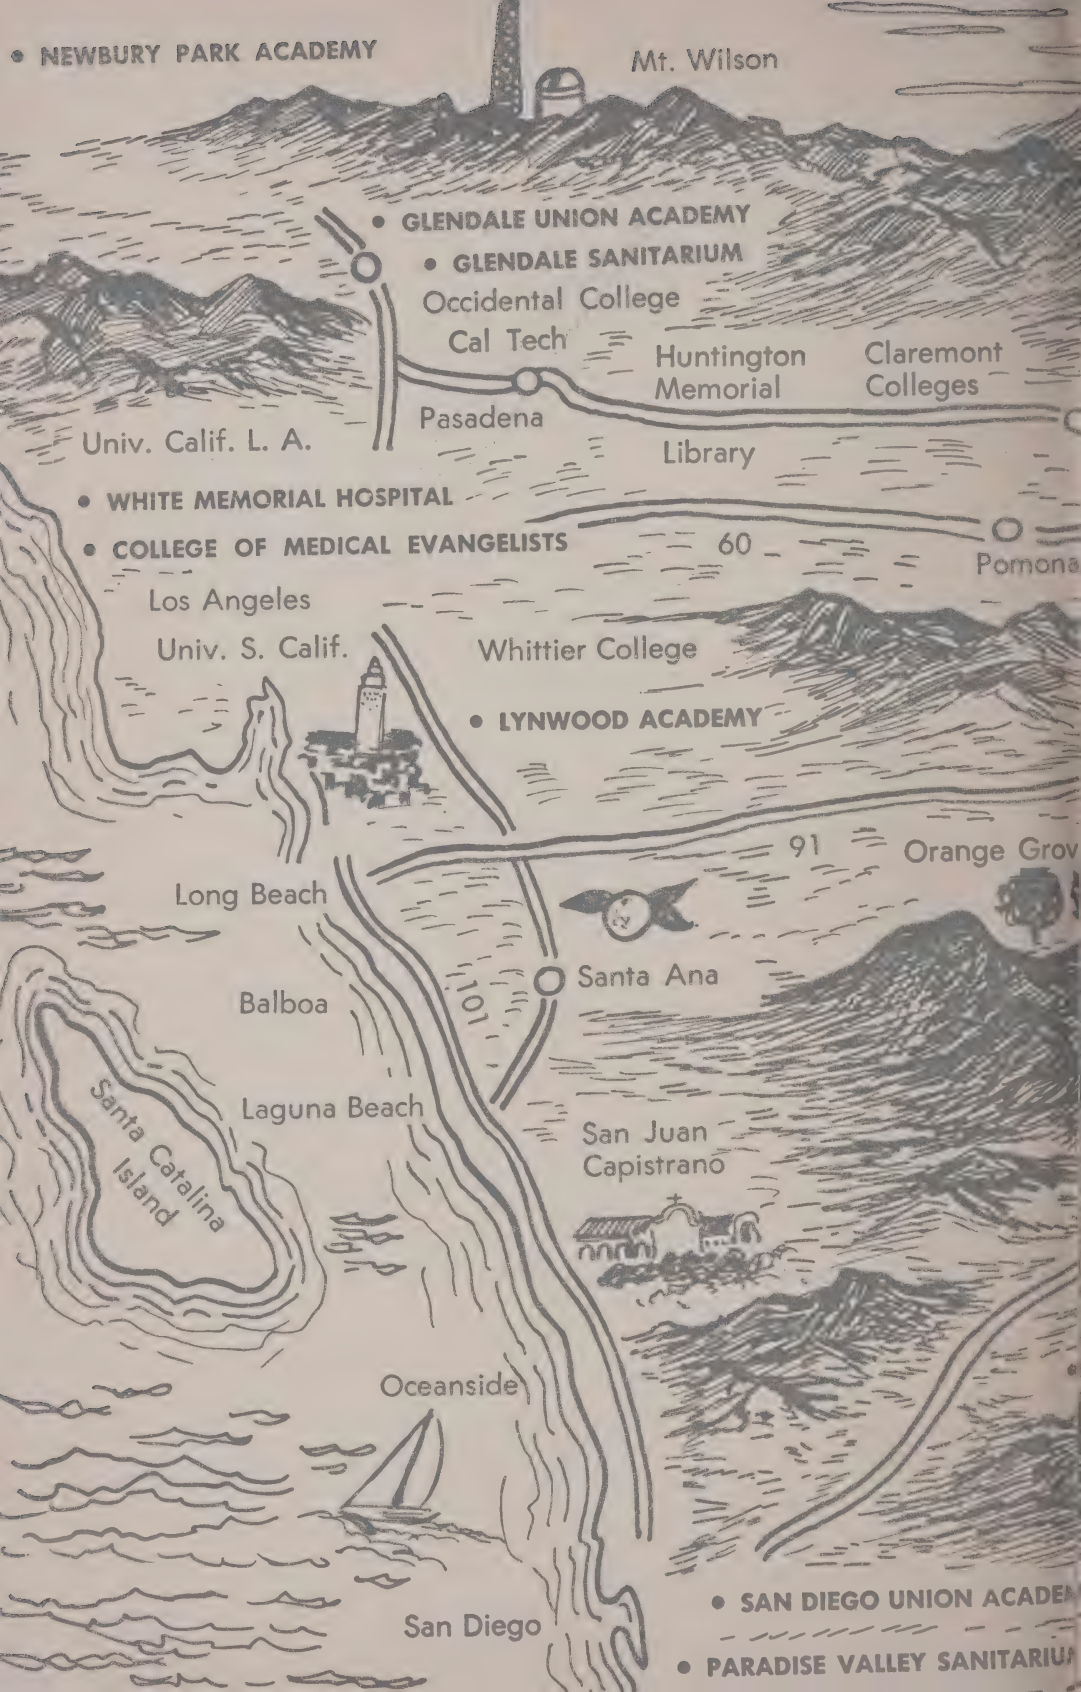 • NEWBURY PARK ACADEMY
Mt. Wilson
• GLENDALE UNION ACADEMY
• GLENDALE SANITARIUM
Occidental College
Cal Tech
Huntington
Memorial
Claremont
Colleges
Pasadena
Univ. Calif. L. A.
Library
• WHITE MEMORIAL HOSPITAL
• COLLEGE OF MEDICAL EVANGELISTS
60
Pomona
Los Angeles
Univ. S. Calif.
Whittier College
• LYNWOOD ACADEMY
91
Orange Grov
Long Beach
Santa Ana
101
Balboa
Santa Catalina
Island
Laguna Beach
San Juan
Capistrano
Oceanside
• SAN DIEGO UNION ACADE
San Diego
• PARADISE VALLEY SANITARIU